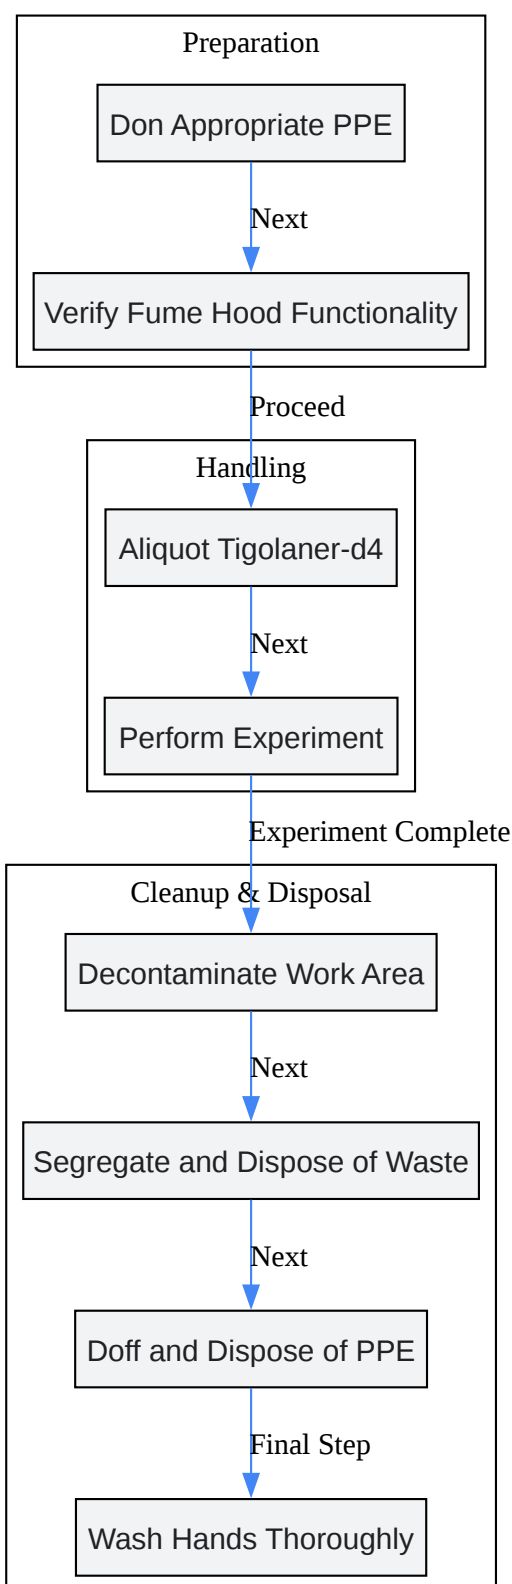 Preparation
Don Appropriate PPE
Next
Verify Fume Hood Functionality
Proceed
Handling
Aliquot Tigolaner-d4
Next
Perform Experiment
Experiment Complete
Cleanup & Disposal
Decontaminate Work Area
Next
Segregate and Dispose of Waste
Next
Doff and Dispose of PPE
Final Step
Wash Hands Thoroughly